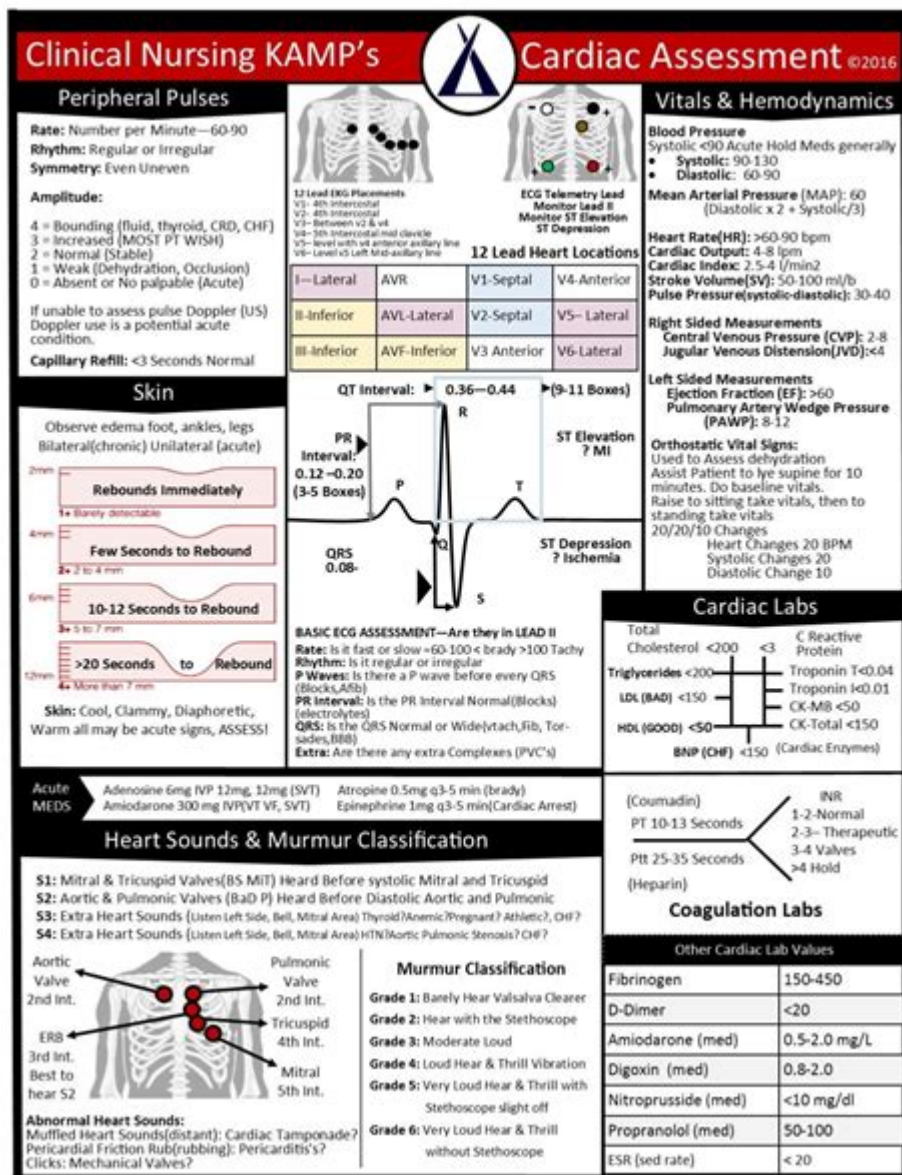 Clinical Nursing KAMP's
Cardiac Assessment ©2016
Peripheral Pulses
Rate: Number per Minute—60-90
Rhythm: Regular or Irregular
Symmetry: Even Uneven
Amplitude:
4 = Bounding (fluid, thyroid, CRD, CHF)
3 = Increased (MOST PT WISH)
2 = Normal (Stable)
1 = Weak (Dehydration, Occlusion)
0 = Absent or No palpable (Acute)
If unable to assess pulse Doppler (US)
Doppler use is a potential acute
condition.
Capillary Refill: <3 Seconds Normal
Skin
Observe edema foot, ankles, legs
Bilateral(chronic) Unilateral (acute)
2mm
Rebounds Immediately
1+ Barely detectable
4mm
Few Seconds to Rebound
2+ 2 to 4 mm
6mm
10-12 Seconds to Rebound
3+ 5 to 7 mm
12mm
>20 Seconds to Rebound
4+ More than 7 mm
Skin: Cool, Clammy, Diaphoretic,
Warm all may be acute signs, ASSESS!
12 Lead EKG Placements
V1- 4th Intercostal
V2- 4th Intercostal
V3- Between v2 & v4
V4- 5th Intercostal mid clavicle
V5- level with v4 anterior axillary line
V6- Level v5 Left Mid-axillary line
- + + +
ECG Telemetry Lead
Monitor Lead II
Monitor ST Elevation
ST Depression
12 Lead Heart Locations
I—Lateral AVR V1-Septal V4-Anterior
II-Inferior AVL-Lateral V2-Septal V5– Lateral
III-Inferior AVF-Inferior V3 Anterior V6-Lateral
QT Interval: 0.36—0.44 (9-11 Boxes)
R
PR
Interval:
0.12 –0.20
(3-5 Boxes)
ST Elevation
? MI
P
T
Q
QRS
0.08-
ST Depression
? Ischemia
S
BASIC ECG ASSESSMENT—Are they in LEAD II
Rate: Is it fast or slow =60-100 < brady >100 Tachy
Rhythm: Is it regular or irregular
P Waves: Is there a P wave before every QRS
(Blocks,Afib)
PR Interval: Is the PR Interval Normal(Blocks)
(electrolytes)
QRS: Is the QRS Normal or Wide(vtach,Fib, Tor-
sades,BBB)
Extra: Are there any extra Complexes (PVC's)
Vitals & Hemodynamics
Blood Pressure
Systolic <90 Acute Hold Meds generally
• Systolic: 90-130
• Diastolic: 60-90
Mean Arterial Pressure (MAP): 60
(Diastolic x 2 + Systolic/3)
Heart Rate(HR): >60-90 bpm
Cardiac Output: 4-8 lpm
Cardiac Index: 2.5-4 l/min2
Stroke Volume(SV): 50-100 ml/b
Pulse Pressure(systolic-diastolic): 30-40
Right Sided Measurements
Central Venous Pressure (CVP): 2-8
Jugular Venous Distension(JVD):<4
Left Sided Measurements
Ejection Fraction (EF): >60
Pulmonary Artery Wedge Pressure
(PAWP): 8-12
Orthostatic Vital Signs:
Used to Assess dehydration
Assist Patient to lye supine for 10
minutes. Do baseline vitals.
Raise to sitting take vitals, then to
standing take vitals
20/20/10 Changes
Heart Changes 20 BPM
Systolic Changes 20
Diastolic Change 10
Cardiac Labs
Total
Cholesterol <200
<3 C Reactive
Protein
Triglycerides <200
LDL (BAD) <150
HDL (GOOD) <50
BNP (CHF) <150
Troponin T<0.04
Troponin I<0.01
CK-MB <50
CK-Total <150
(Cardiac Enzymes)
Acute
MEDS
Adenosine 6mg IVP 12mg, 12mg (SVT)
Amiodarone 300 mg IVP(VT VF, SVT)
Atropine 0.5mg q3-5 min (brady)
Epinephrine 1mg q3-5 min(Cardiac Arrest)
(Coumadin)
PT 10-13 Seconds
Ptt 25-35 Seconds
(Heparin)
INR
1-2-Normal
2-3– Therapeutic
3-4 Valves
>4 Hold
Coagulation Labs
Heart Sounds & Murmur Classification
S1: Mitral & Tricuspid Valves(BS MiT) Heard Before systolic Mitral and Tricuspid
S2: Aortic & Pulmonic Valves (BaD P) Heard Before Diastolic Aortic and Pulmonic
S3: Extra Heart Sounds (Listen Left Side, Bell, Mitral Area) Thyroid?Anemic?Pregnant? Athletic?, CHF?
S4: Extra Heart Sounds (Listen Left Side, Bell, Mitral Area) HTN?Aortic Pulmonic Stenosis? CHF?
Aortic
Valve
2nd Int.
ERB
3rd Int.
Best to
hear S2
Pulmonic
Valve
2nd Int.
Tricuspid
4th Int.
Mitral
5th Int.
Abnormal Heart Sounds:
Muffled Heart Sounds(distant): Cardiac Tamponade?
Pericardial Friction Rub(rubbing): Pericarditis's?
Clicks: Mechanical Valves?
Murmur Classification
Grade 1: Barely Hear Valsalva Clearer
Grade 2: Hear with the Stethoscope
Grade 3: Moderate Loud
Grade 4: Loud Hear & Thrill Vibration
Grade 5: Very Loud Hear & Thrill with
Stethoscope slight off
Grade 6: Very Loud Hear & Thrill
without Stethoscope
Other Cardiac Lab Values
Fibrinogen 150-450
D-Dimer <20
Amiodarone (med) 0.5-2.0 mg/L
Digoxin (med) 0.8-2.0
Nitroprusside (med) <10 mg/dl
Propranolol (med) 50-100
ESR (sed rate) < 20